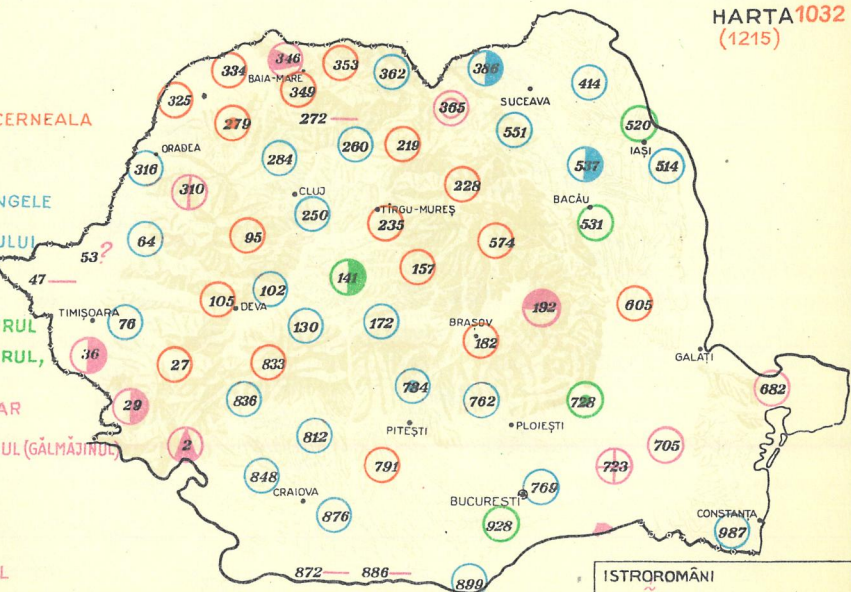 HARTA 1032
(1215)
346
353
334
BAIA-MARE
362
386
414
349
325
SUCEAVA
365
CERNEALA
279
272
551
520
260
219
IAȘI
ORADEA
284
316
537
514
310
228
CLUJ
BACĂU
NGELE
250
TÎRGU-MUREȘ
235
531
64
95
574
ULUI
53?
141
157
47
102
105
DEVA
192
605
TIMIȘOARA
76
130
172
BRAȘOV
RUL
182
RUL,
36
GALAȚI
27
833
682
29
836
784
762
728
AR
PITEȘTI
PLOIEȘTI
812
UL (GĂLMĂJINUL)
2
705
791
723
848
769
CRAIOVA
BUCUREȘTI
876
928
CONSTANȚA
987
L
872
886
899
ISTROROMÂNI